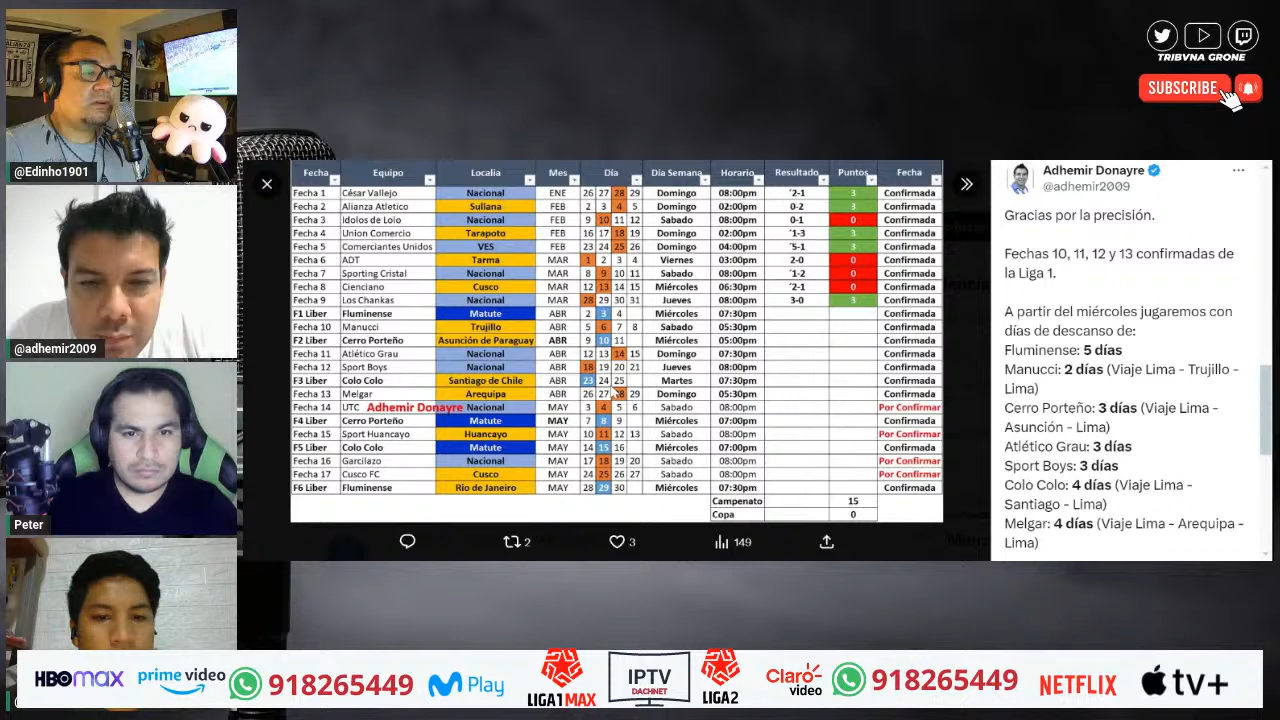 @Edinho1901
@adhemir2009
Peter
TRIBVNA GRONE
SUBSCRIBE
Fecha Equipo Localia Mes Día Día Semana Horario Resultado Puntos Fecha
Fecha 1 César Vallejo Nacional ENE 26 27 28 29 Domingo 08:00pm ´2-1 3 Confirmada
Fecha 2 Alianza Atletico Sullana FEB 2 3 4 5 Domingo 02:00pm 0-2 3 Confirmada
Fecha 3 Idolos de Lolo Nacional FEB 9 10 11 12 Sabado 08:00pm 0-1 0 Confirmada
Fecha 4 Union Comercio Tarapoto FEB 16 17 18 19 Domingo 02:00pm ´1-3 3 Confirmada
Fecha 5 Comerciantes Unidos VES FEB 23 24 25 26 Domingo 04:00pm ´5-1 3 Confirmada
Fecha 6 ADT Tarma MAR 1 2 3 4 Viernes 03:00pm 2-0 0 Confirmada
Fecha 7 Sporting Cristal Nacional MAR 8 9 10 11 Sabado 08:00pm ´1-2 0 Confirmada
Fecha 8 Cienciano Cusco MAR 12 13 14 15 Miércoles 06:30pm ´2-1 0 Confirmada
Fecha 9 Los Chankas Nacional MAR 28 29 30 31 Jueves 08:00pm 3-0 3 Confirmada
F1 Liber Fluminense Matute ABR 2 3 4 Miércoles 07:30pm Confirmada
Fecha 10 Manucci Trujillo ABR 5 6 7 8 Sabado 05:30pm Confirmada
F2 Liber Cerro Porteño Asunción de Paraguay ABR 9 10 11 Miércoles 05:00pm Confirmada
Fecha 11 Atlético Grau Nacional ABR 12 13 14 15 Domingo 07:30pm Confirmada
Fecha 12 Sport Boys Nacional ABR 18 19 20 21 Jueves 08:00pm Confirmada
F3 Liber Colo Colo Santiago de Chile ABR 23 24 25 Martes 07:30pm Confirmada
Fecha 13 Melgar Arequipa ABR 26 27 28 29 Domingo 05:30pm Confirmada
Fecha 14 UTC Adhemir Donayre Nacional MAY 3 4 5 6 Sabado 08:00pm Por Confirmar
F4 Liber Cerro Porteño Matute MAY 7 8 9 Miércoles 07:00pm Confirmada
Fecha 15 Sport Huancayo Huancayo MAY 10 11 12 13 Sabado 08:00pm Por Confirmar
F5 Liber Colo Colo Matute MAY 14 15 16 Miércoles 07:00pm Confirmada
Fecha 16 Garcilazo Nacional MAY 17 18 19 20 Sabado 08:00pm Por Confirmar
Fecha 17 Cusco FC Cusco MAY 24 25 26 27 Sabado 08:00pm Por Confirmar
F6 Liber Fluminense Rio de Janeiro MAY 28 29 30 Miércoles 07:30pm Confirmada
Campenato 15
Copa 0
2 3 149
Adhemir Donayre
@adhemir2009
Gracias por la precisión.
Fechas 10, 11, 12 y 13 confirmadas de
la Liga 1.
A partir del miércoles jugaremos con
días de descanso de:
Fluminense: 5 días
Manucci: 2 días (Viaje Lima - Trujillo -
Lima)
Cerro Porteño: 3 días (Viaje Lima -
Asunción - Lima)
Atlético Grau: 3 días
Sport Boys: 3 días
Colo Colo: 4 días (Viaje Lima -
Santiago - Lima)
Melgar: 4 días (Viaje Lima - Arequipa -
Lima)
HBOMAX prime video 918265449 M Play LIGA1 MAX IPTV DACHNET LIGA2 Claro video 918265449 NETFLIX tv+